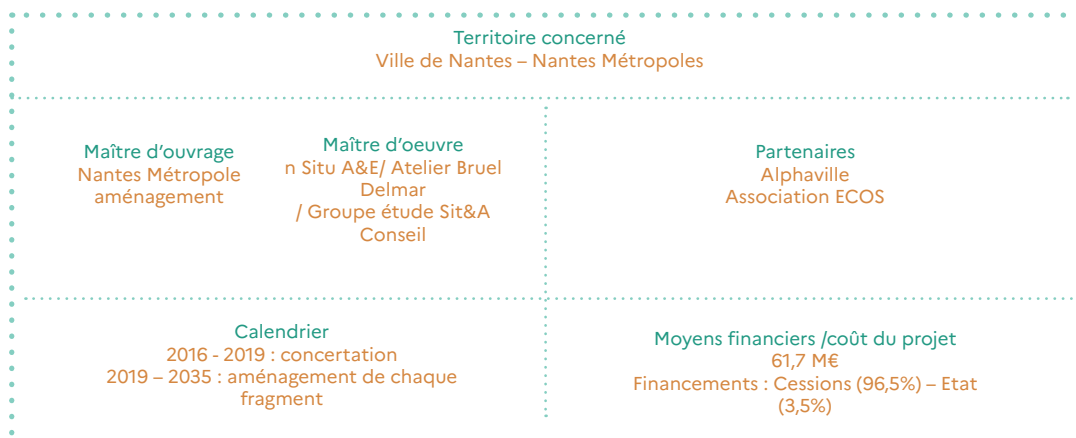 Territoire concerné
Ville de Nantes – Nantes Métropoles
Maître d'ouvrage
Nantes Métropole
aménagement
Maître d'oeuvre
n Situ A&E/ Atelier Bruel
Delmar
/ Groupe étude Sit&A
Conseil
Partenaires
Alphaville
Association ECOS
Calendrier
2016 - 2019 : concertation
2019 – 2035 : aménagement de chaque
fragment
Moyens financiers /coût du projet
61,7 M€
Financements : Cessions (96,5%) – Etat
(3,5%)